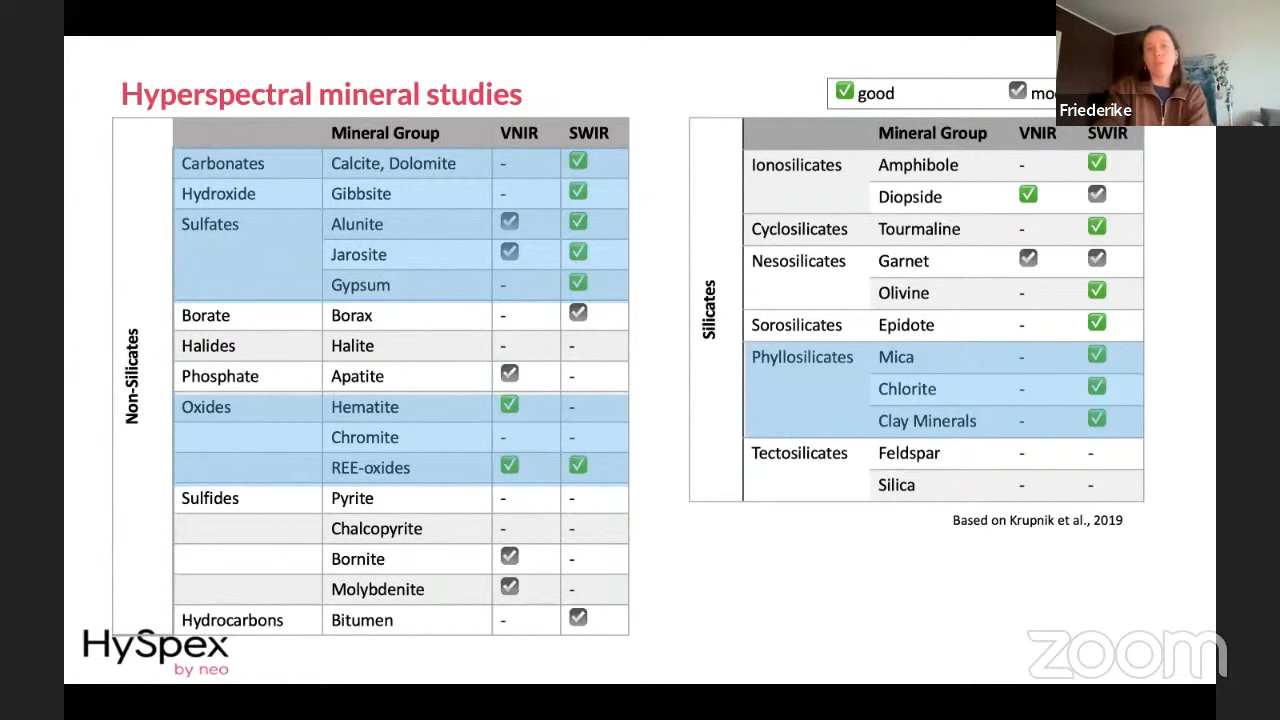 Hyperspectral mineral studies
✅ good
Friederike
Non-Silicates
Mineral Group VNIR SWIR
Carbonates Calcite, Dolomite - ✅
Hydroxide Gibbsite - ✅
Sulfates Alunite ☑ ✅
Jarosite ☑ ✅
Gypsum - ✅
Borate Borax - ☑
Halides Halite - -
Phosphate Apatite ☑ -
Oxides Hematite ✅ -
Chromite - -
REE-oxides ✅ ✅
Sulfides Pyrite - -
Chalcopyrite - -
Bornite ☑ -
Molybdenite ☑ -
Hydrocarbons Bitumen - ☑
Silicates
Mineral Group VNIR SWIR
Ionosilicates Amphibole - ✅
Diopside ✅ ☑
Cyclosilicates Tourmaline - ✅
Nesosilicates Garnet ☑ ☑
Olivine - ✅
Sorosilicates Epidote - ✅
Phyllosilicates Mica - ✅
Chlorite - ✅
Clay Minerals - ✅
Tectosilicates Feldspar - -
Silica - -
Based on Krupnik et al., 2019
HySpex
by neo
zoom